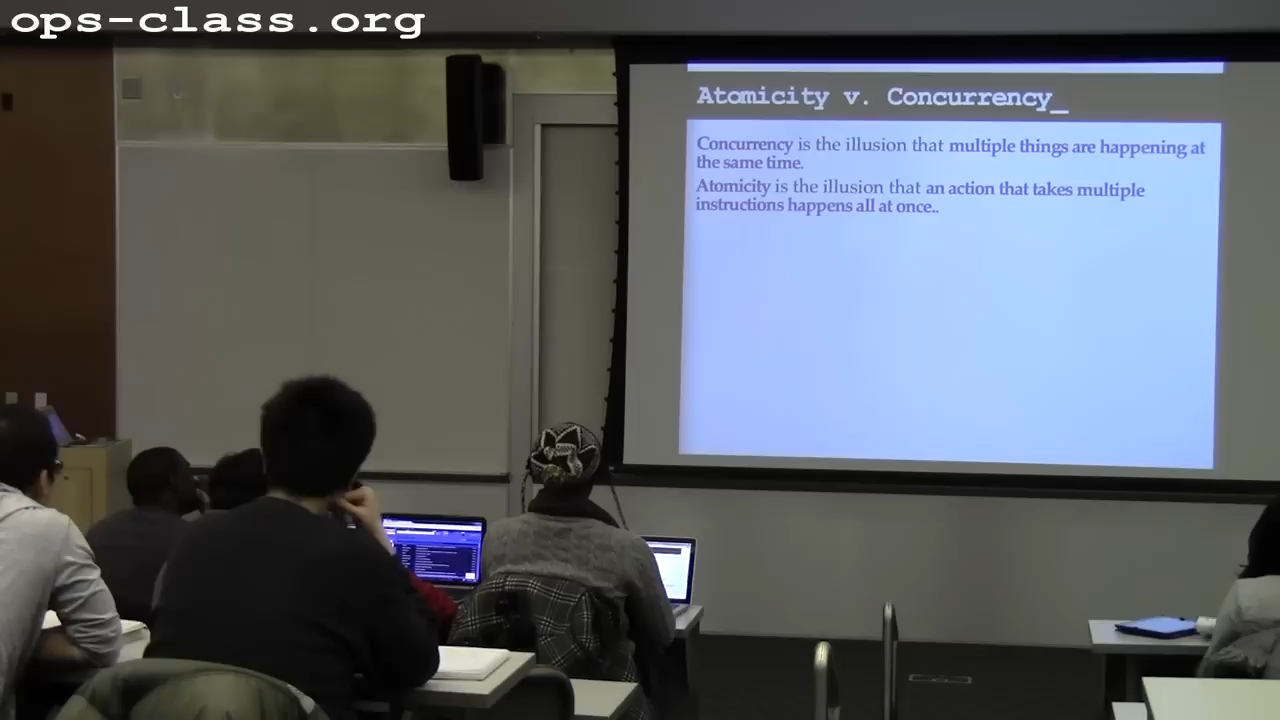 ops-class.org
Atomicity v. Concurrency_
Concurrency is the illusion that multiple things are happening at
the same time.
Atomicity is the illusion that an action that takes multiple
instructions happens all at once..